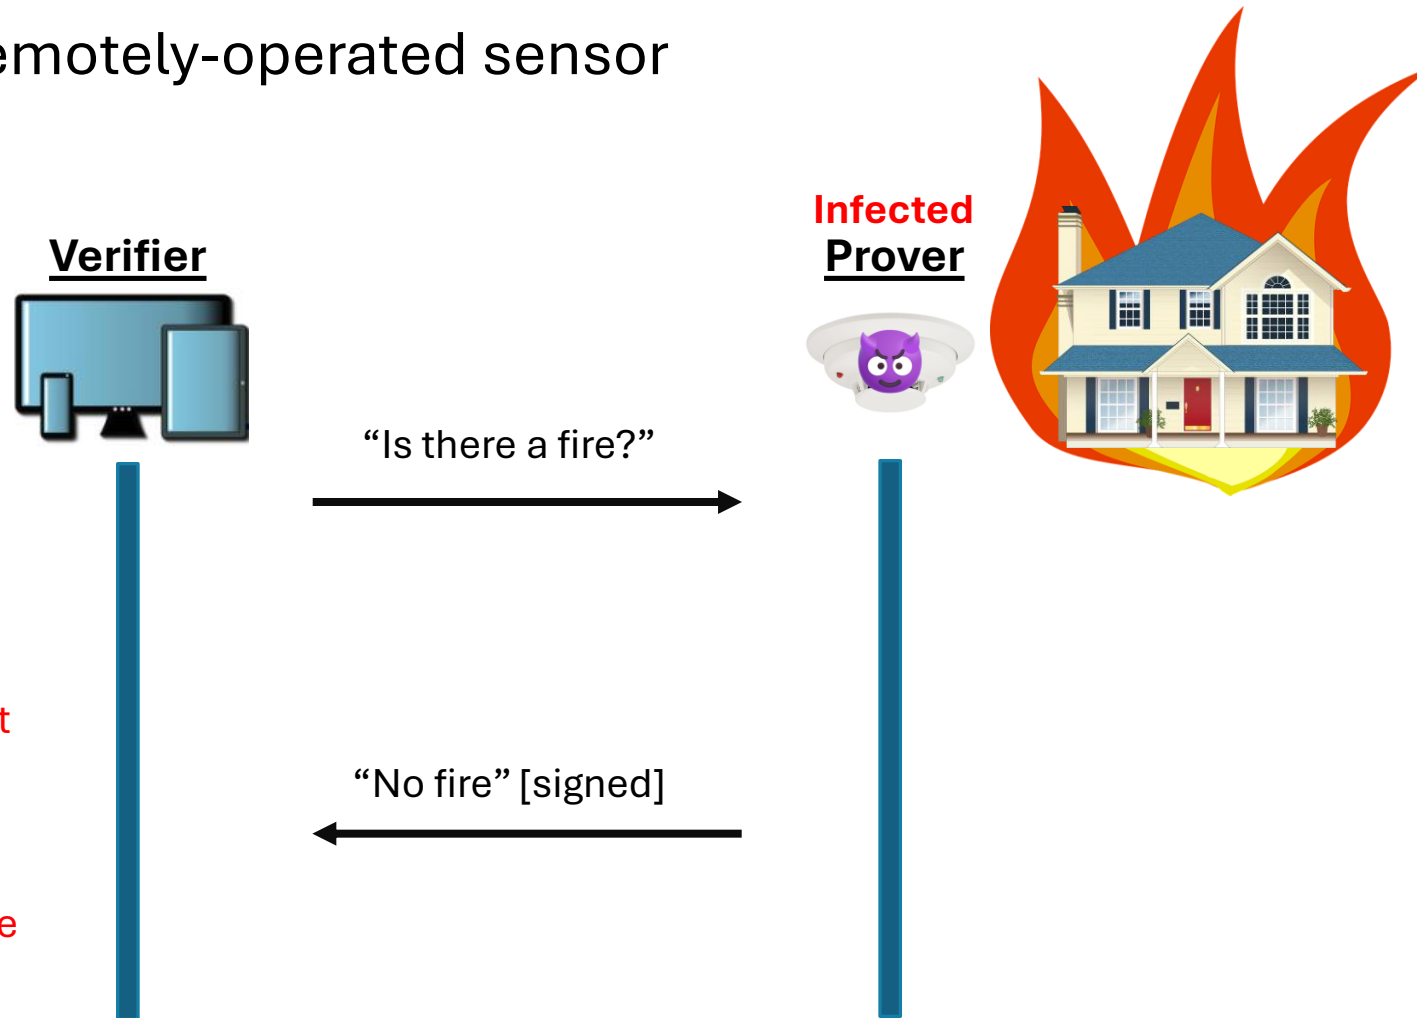 emotely-operated sensor
Infected
Verifier
Prover
“Is there a fire?”
t
“No fire” [signed]
e